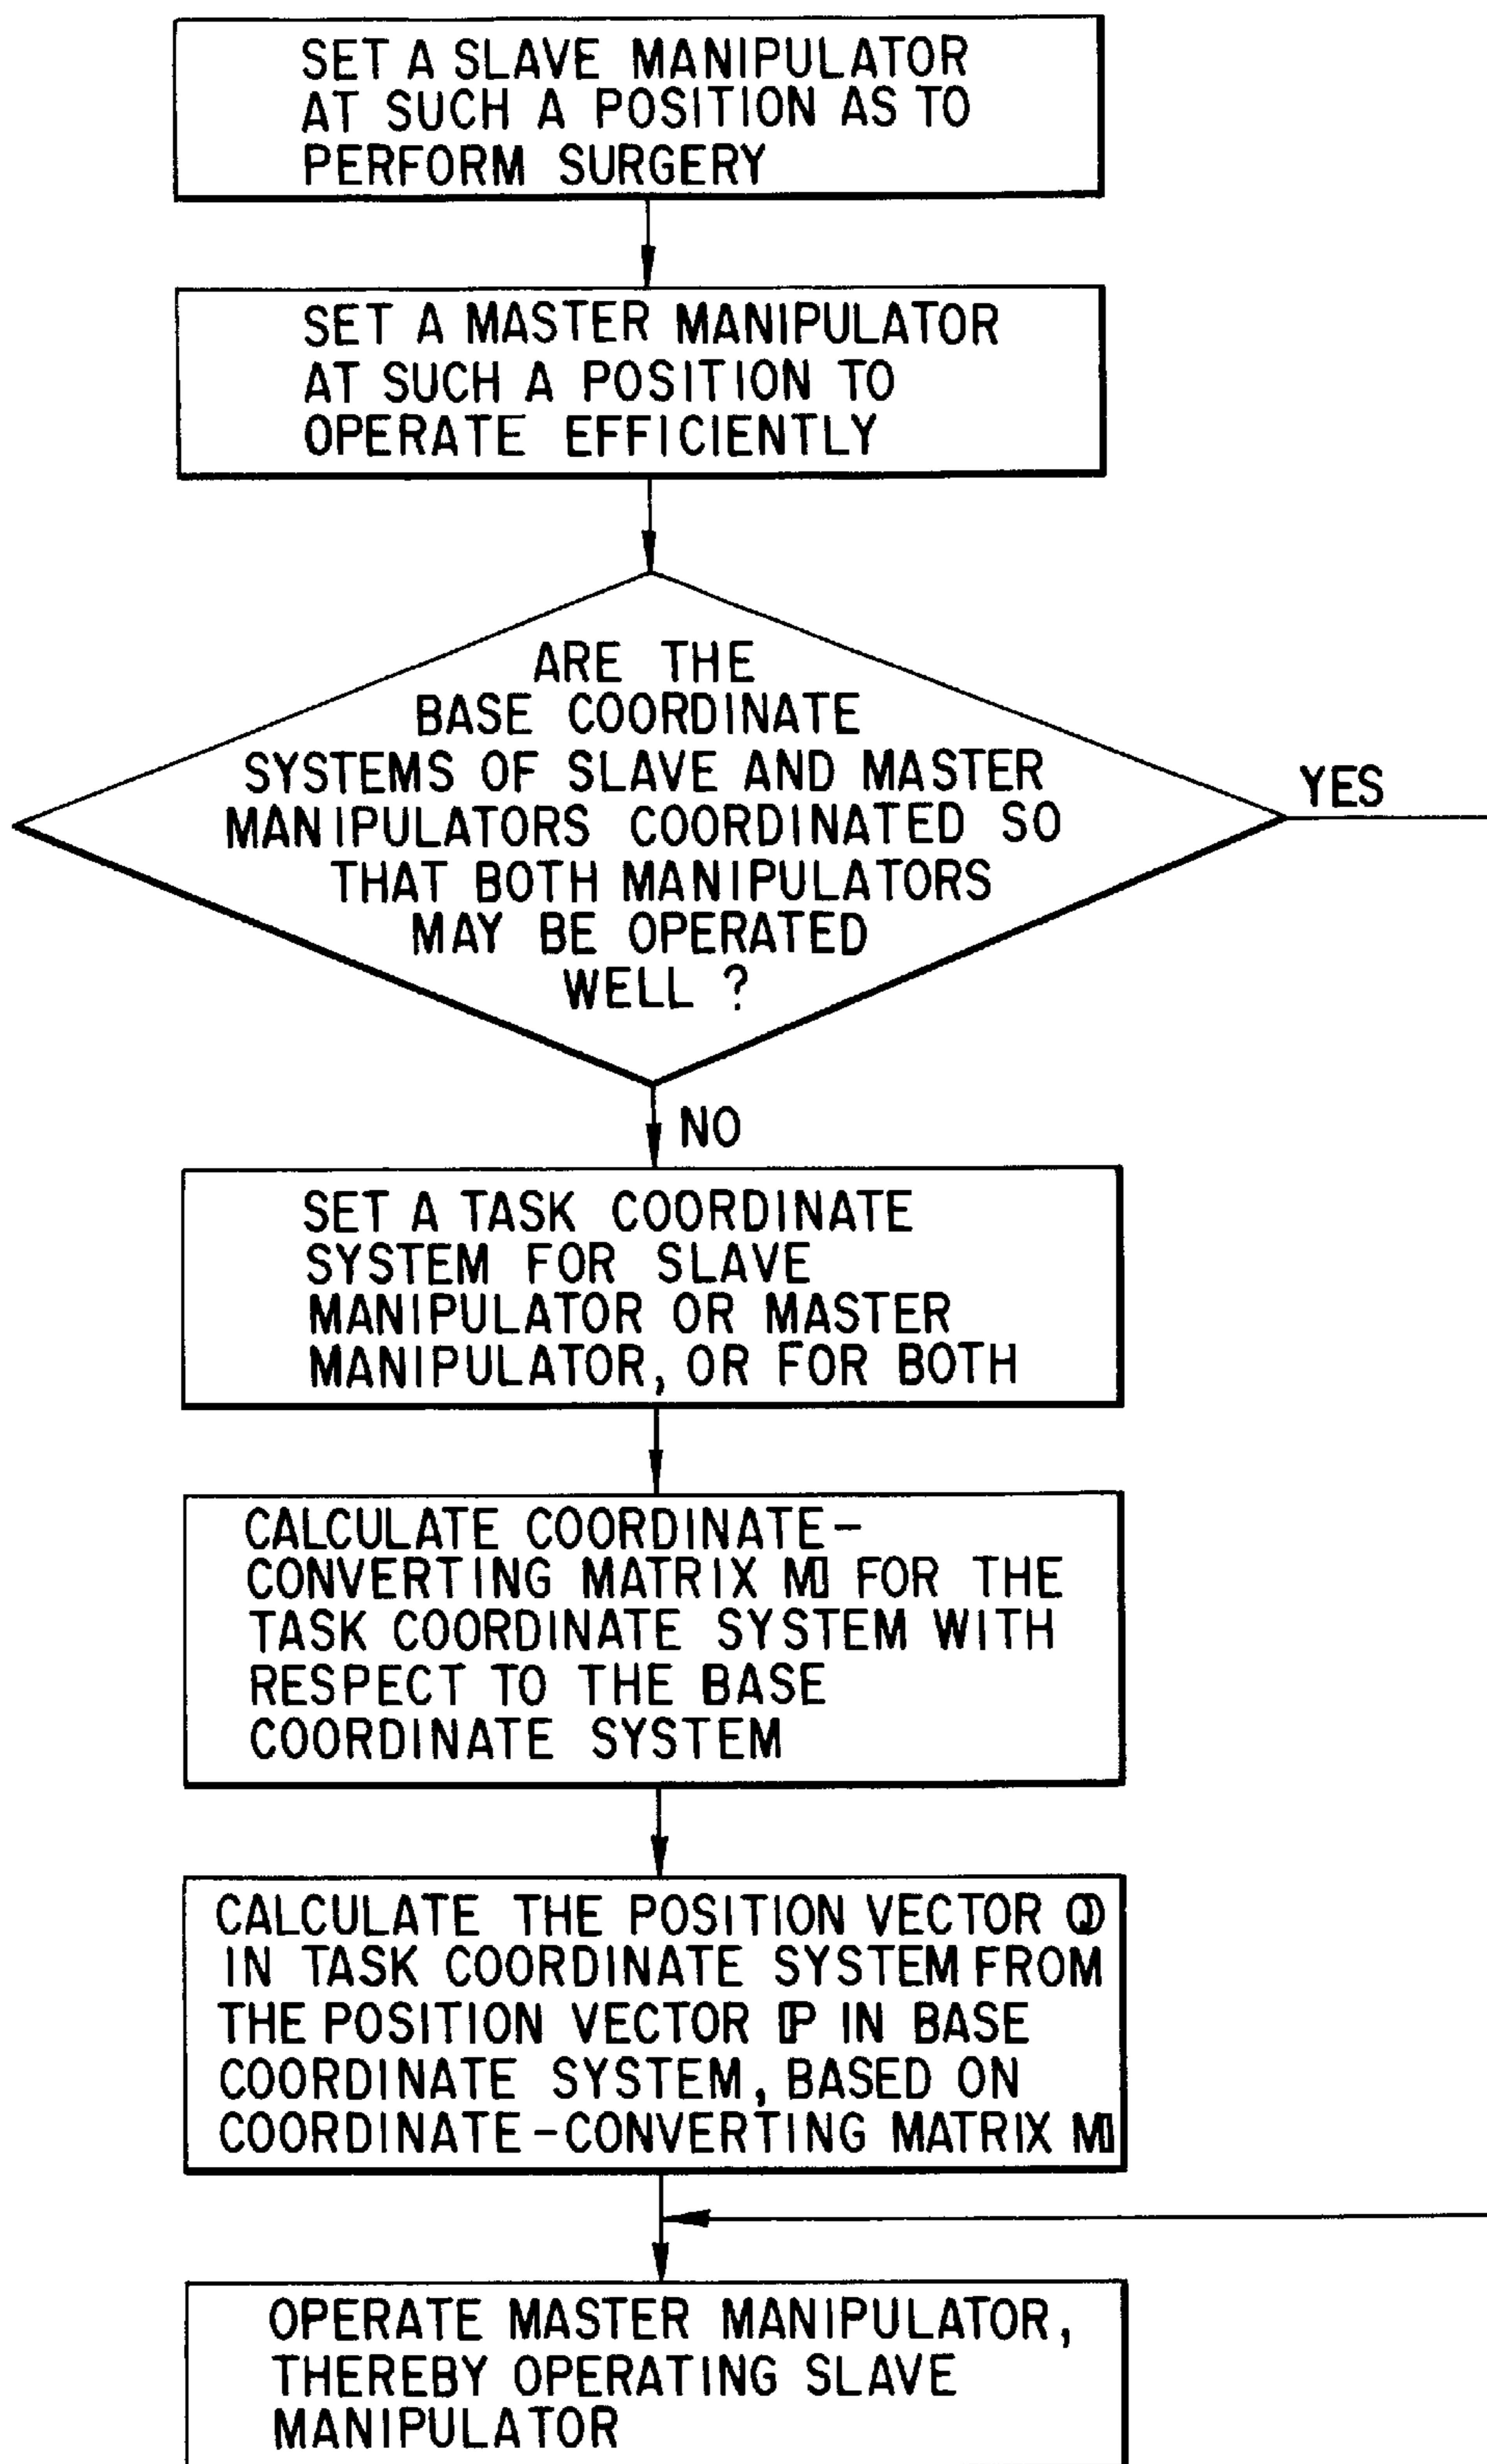 SET A SLAVE MANIPULATOR
AT SUCH A POSITION AS TO
PERFORM SURGERY
SET A MASTER MANIPULATOR
AT SUCH A POSITION TO
OPERATE EFFICIENTLY
ARE THE
BASE COORDINATE
SYSTEMS OF SLAVE AND MASTER
MANIPULATORS COORDINATED SO
THAT BOTH MANIPULATORS
MAY BE OPERATED
WELL ?
YES
NO
SET A TASK COORDINATE
SYSTEM FOR SLAVE
MANIPULATOR OR MASTER
MANIPULATOR, OR FOR BOTH
CALCULATE COORDINATE-
CONVERTING MATRIX 𝕄 FOR THE
TASK COORDINATE SYSTEM WITH
RESPECT TO THE BASE
COORDINATE SYSTEM
CALCULATE THE POSITION VECTOR ℚ
IN TASK COORDINATE SYSTEM FROM
THE POSITION VECTOR ℙ IN BASE
COORDINATE SYSTEM, BASED ON
COORDINATE-CONVERTING MATRIX 𝕄
OPERATE MASTER MANIPULATOR,
THEREBY OPERATING SLAVE
MANIPULATOR